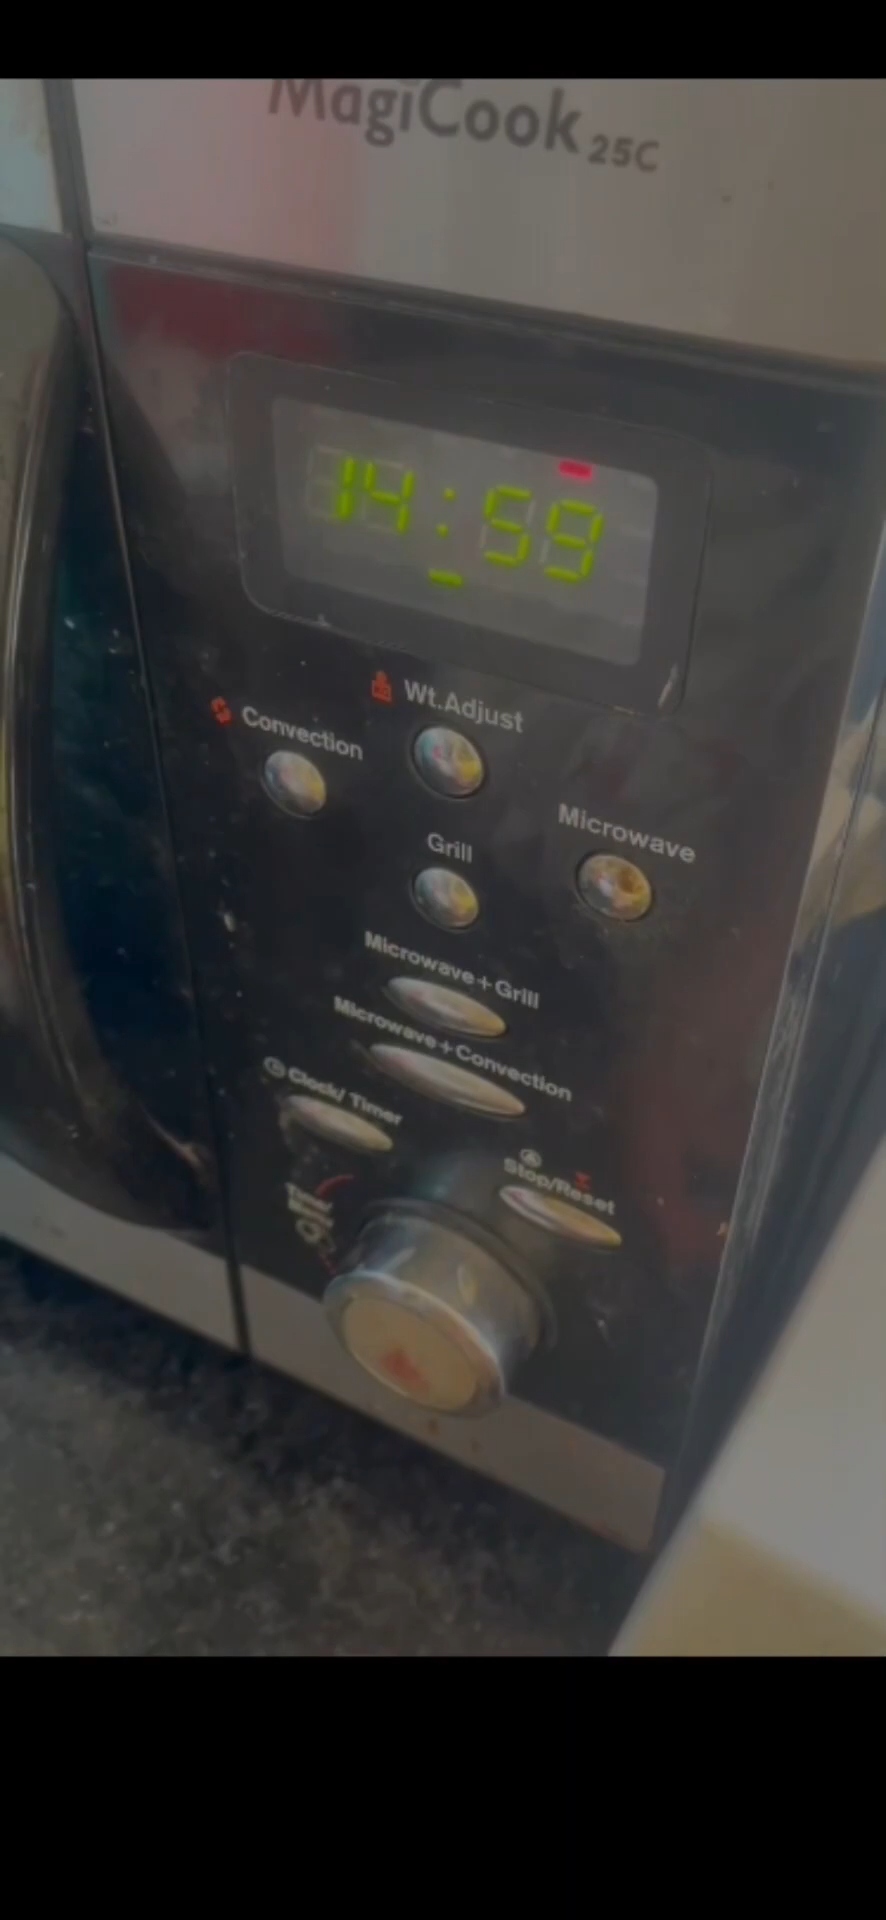 MagiCook 25C
14:59
Wt.Adjust
Convection
Microwave
Grill
Microwave+Grill
Microwave+Convection
Clock/ Timer
Stop/Reset